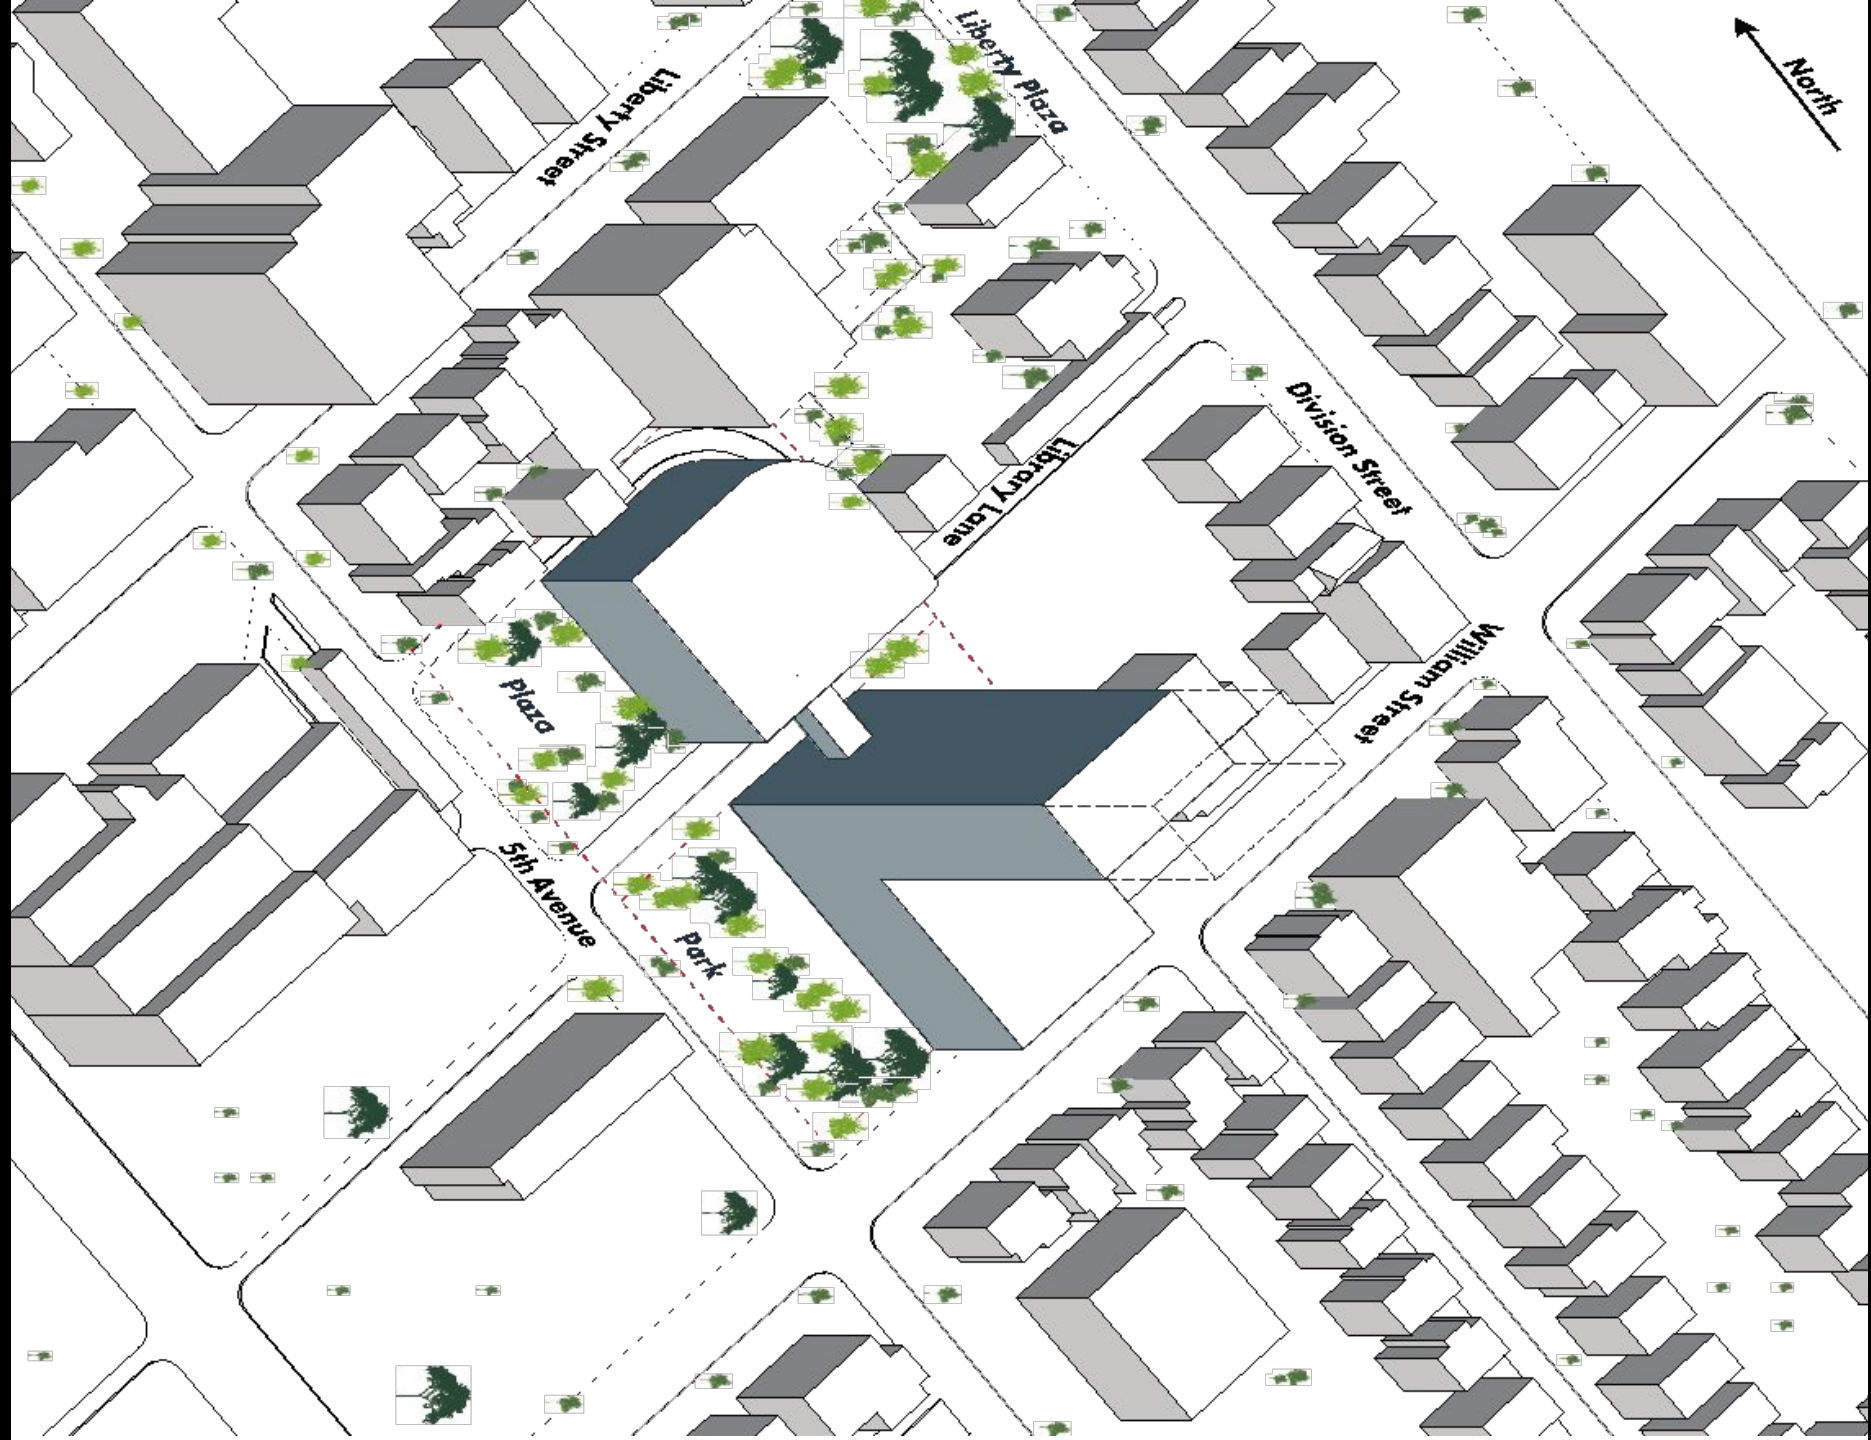 Liberty Plaza
North
Liberty Street
Division Street
Library Lane
William Street
Plaza
5th Avenue
Park